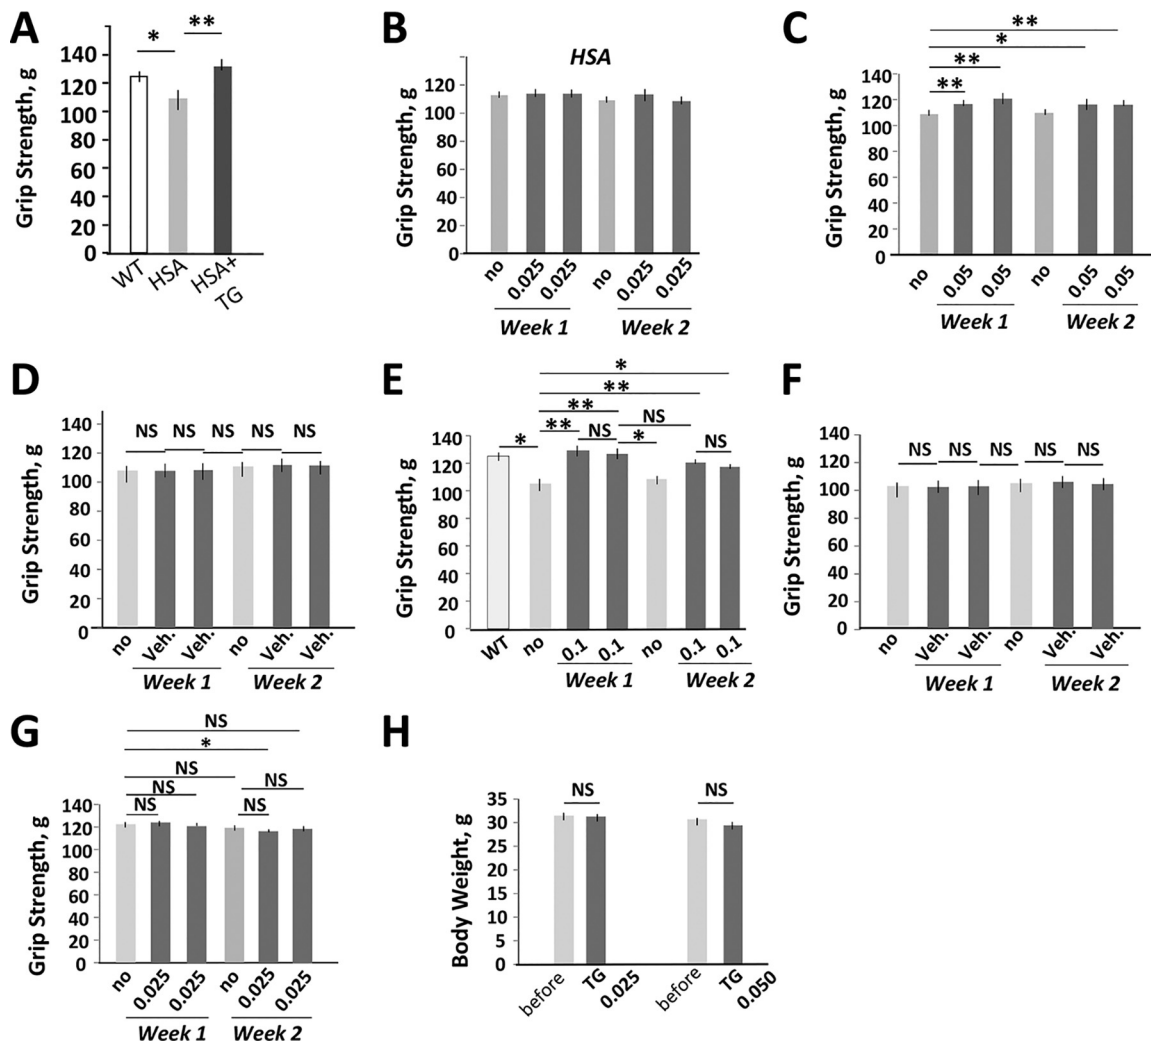 A
Grip Strength, g
140
120
100
80
60
40
20
0
* **
WT HSA HSA+ TG
B
HSA
Grip Strength, g
140
120
100
80
60
40
20
0
no 0.025 0.025 no 0.025 0.025
Week 1 Week 2
C
**
*
**
**
Grip Strength, g
140
120
100
80
60
40
20
0
no 0.05 0.05 no 0.05 0.05
Week 1 Week 2
D
NS NS NS NS NS
Grip Strength, g
140
120
100
80
60
40
20
0
no Veh. Veh. no Veh. Veh.
Week 1 Week 2
E
*
**
** NS
* ** NS * NS
Grip Strength, g
140
120
100
80
60
40
20
0
WT no 0.1 0.1 no 0.1 0.1
Week 1 Week 2
F
NS NS NS NS NS
Grip Strength, g
140
120
100
80
60
40
20
0
no Veh. Veh. no Veh. Veh.
Week 1 Week 2
G
NS
*
NS
NS NS
NS NS
Grip Strength, g
140
120
100
80
60
40
20
0
no 0.025 0.025 no 0.025 0.025
Week 1 Week 2
H
NS NS
Body Weight, g
35
30
25
20
15
10
5
0
before TG 0.025 before TG 0.050